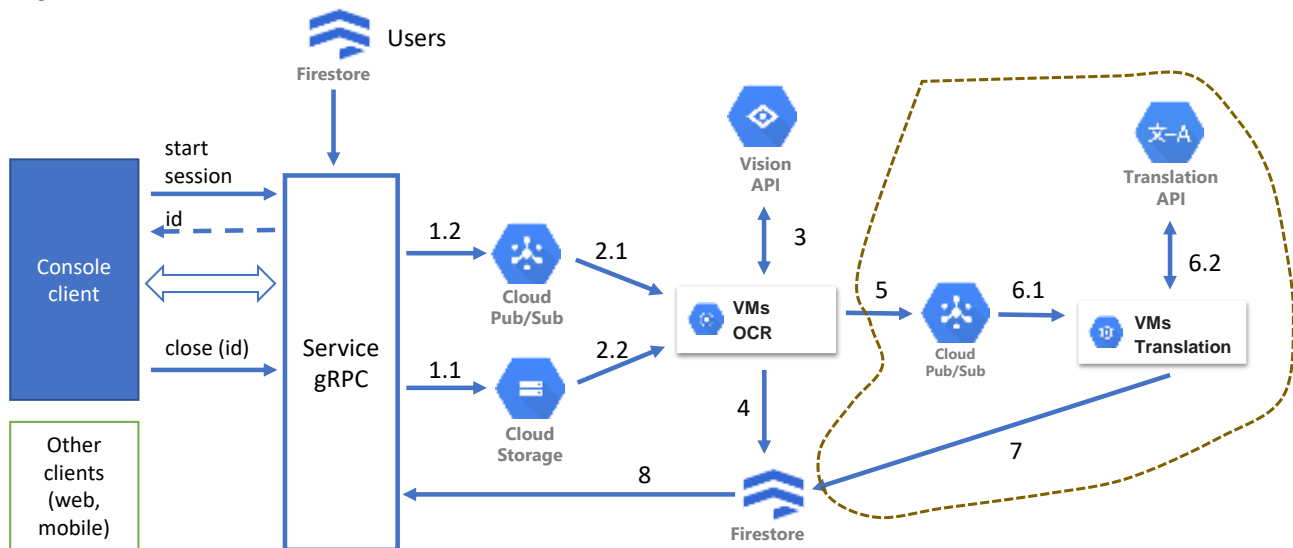 Users
Firestore
start
session
id
Console
client
close (id)
Other
clients
(web,
mobile)
Service
gRPC
1.2
Cloud
Pub/Sub
1.1
Cloud
Storage
2.1
2.2
Vision
API
3
VMs
OCR
4
Firestore
8
5
Cloud
Pub/Sub
6.1
文-A
Translation
API
6.2
VMs
Translation
7